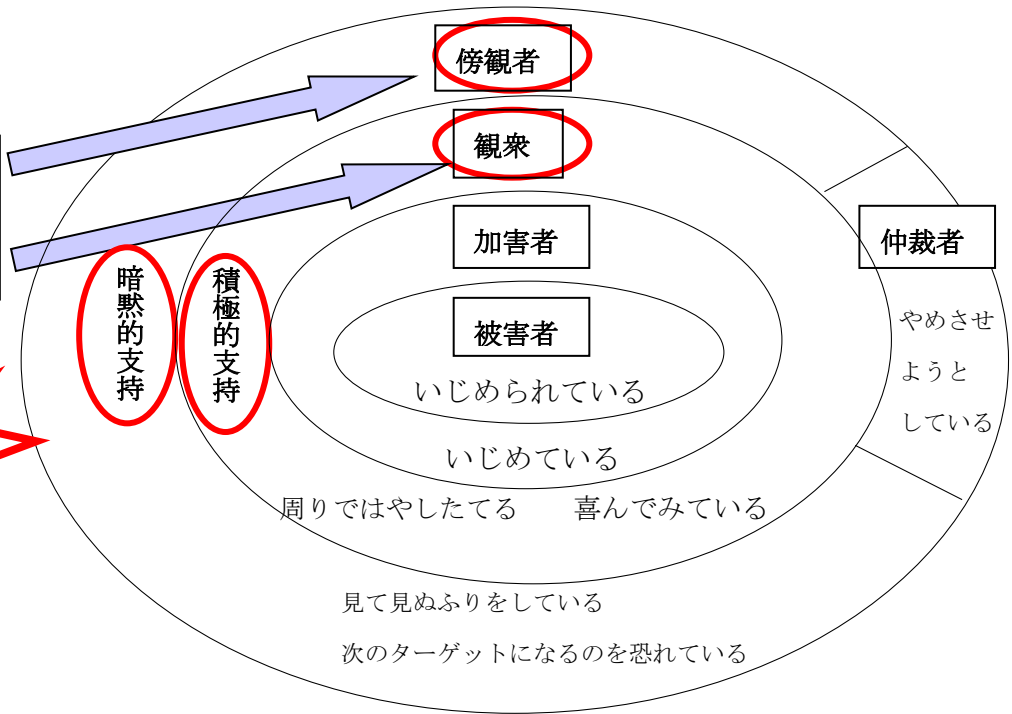 傍観者
観衆
加害者
仲裁者
暗黙的支持
積極的支持
被害者
やめさせ
ようと
している
いじめられている
いじめている
周りではやしたてる　喜んでみている
見て見ぬふりをしている
次のターゲットになるのを恐れている